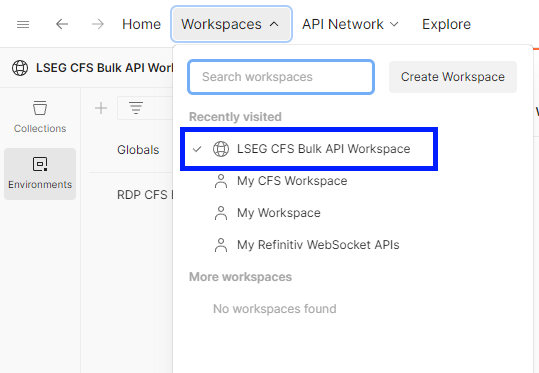 Home Workspaces API Network Explore
LSEG CFS Bulk API Wor
Search workspaces Create Workspace
Recently visited
Collections
LSEG CFS Bulk API Workspace
Globals
Environments
My CFS Workspace
RDP CFS
My Workspace
My Refinitiv WebSocket APIs
More workspaces
No workspaces found